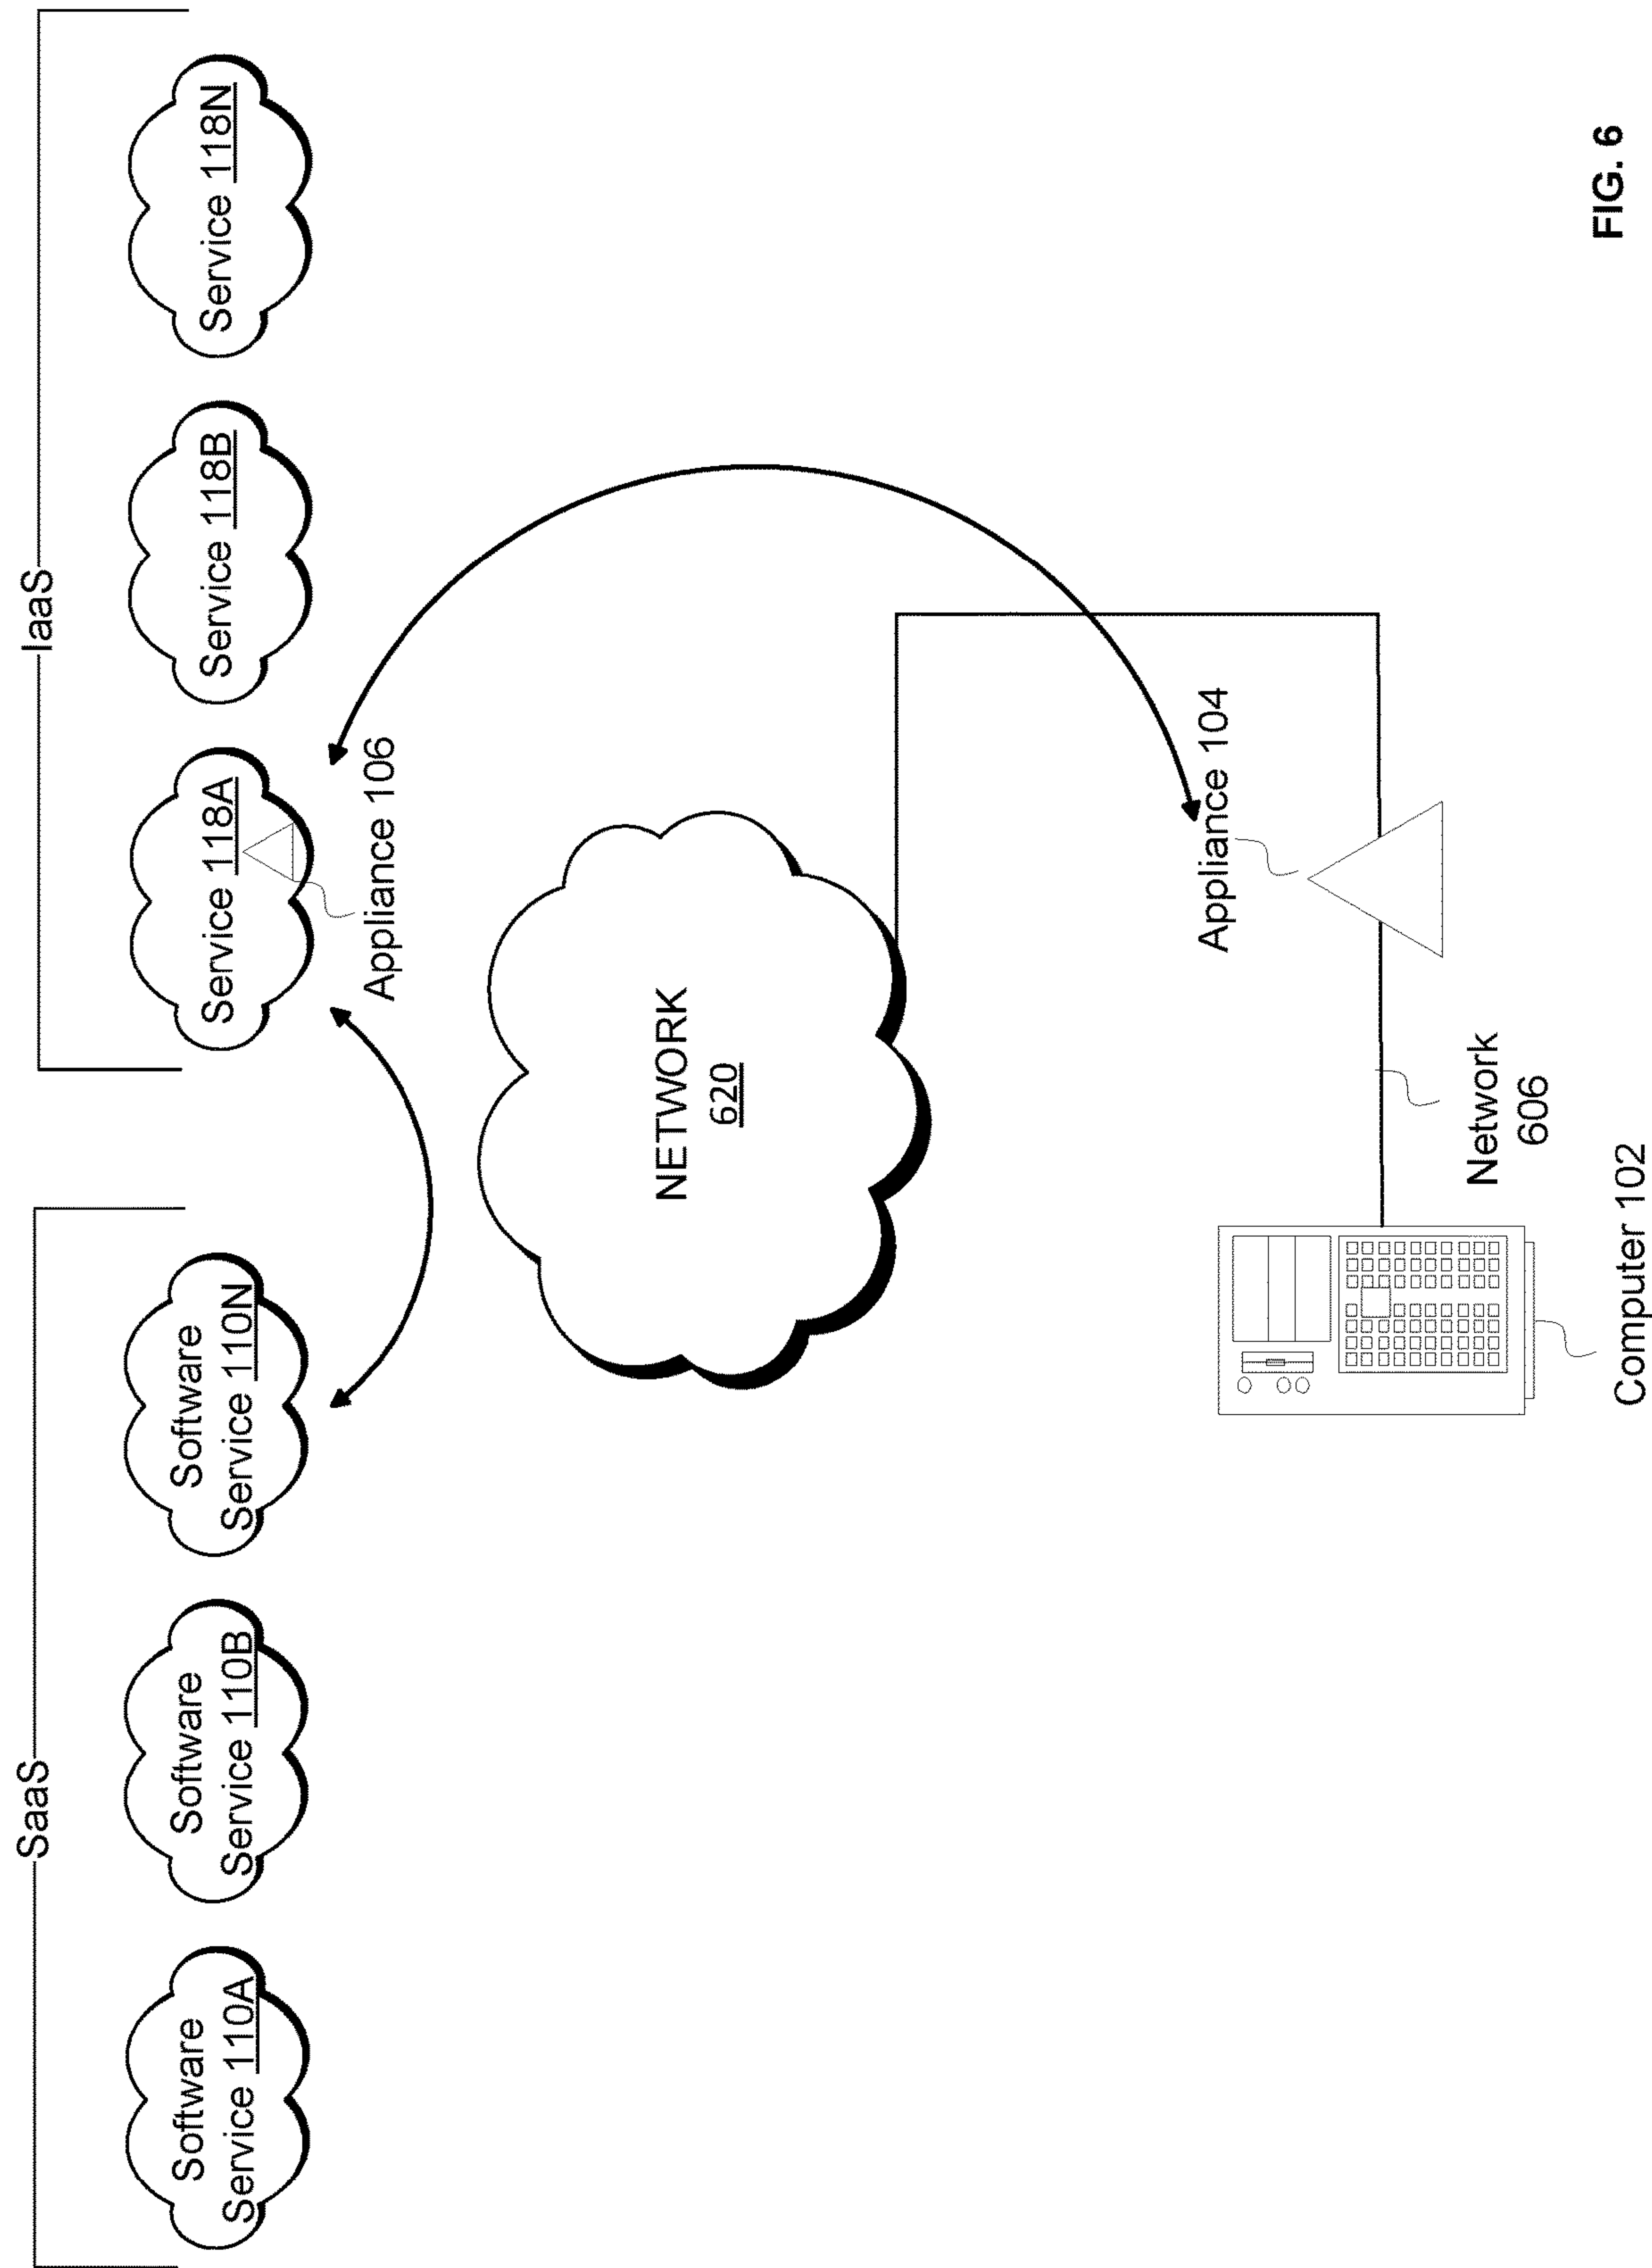 SaaS
IaaS
Software
Service 110A
Software
Service 110B
Software
Service 110N
Service 118A
Service 118B
Service 118N
Appliance 106
NETWORK
620
Appliance 104
Network
606
Computer 102
FIG. 6